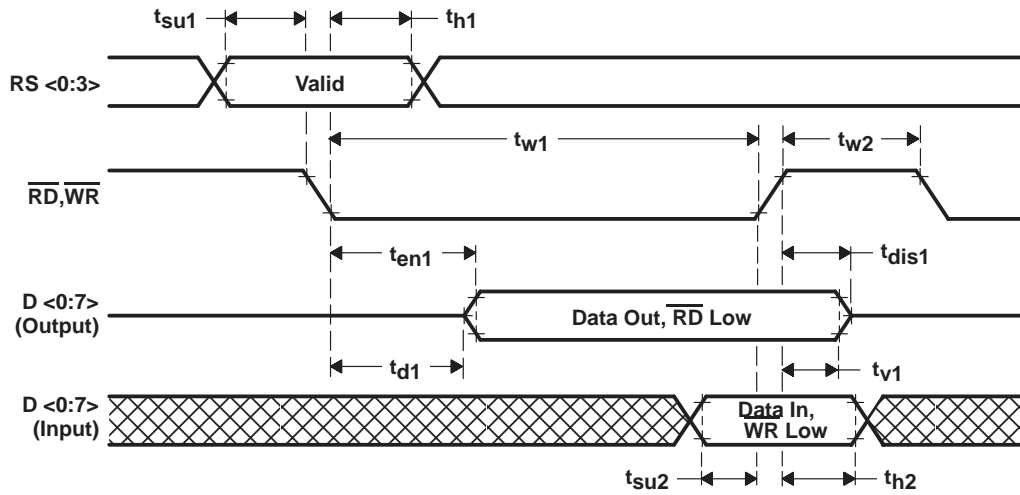 tsu1
th1
RS <0:3>
Valid
tw1
tw2
RD,WR
ten1
tdis1
D <0:7>
(Output)
Data Out, RD Low
td1
tv1
D <0:7>
(Input)
Data In,
WR Low
tsu2
th2